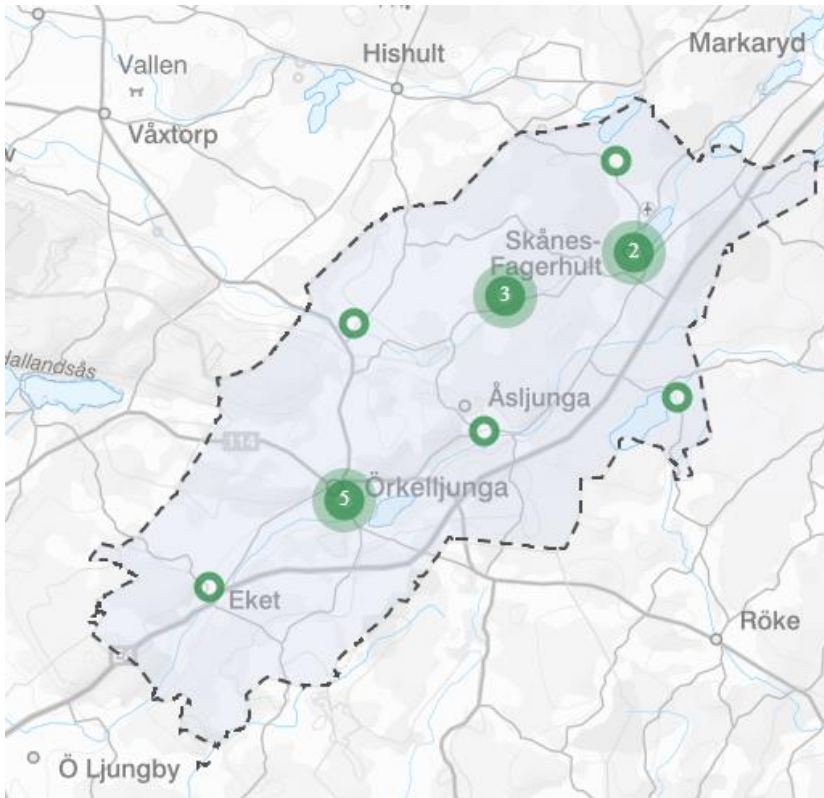 Hishult
Markaryd
Vallen
Våxtorp
Skånes-
Fagerhult
2
3
Hallandsås
Åsljunga
114
5
Örkelljunga
Eket
Röke
Ö Ljungby